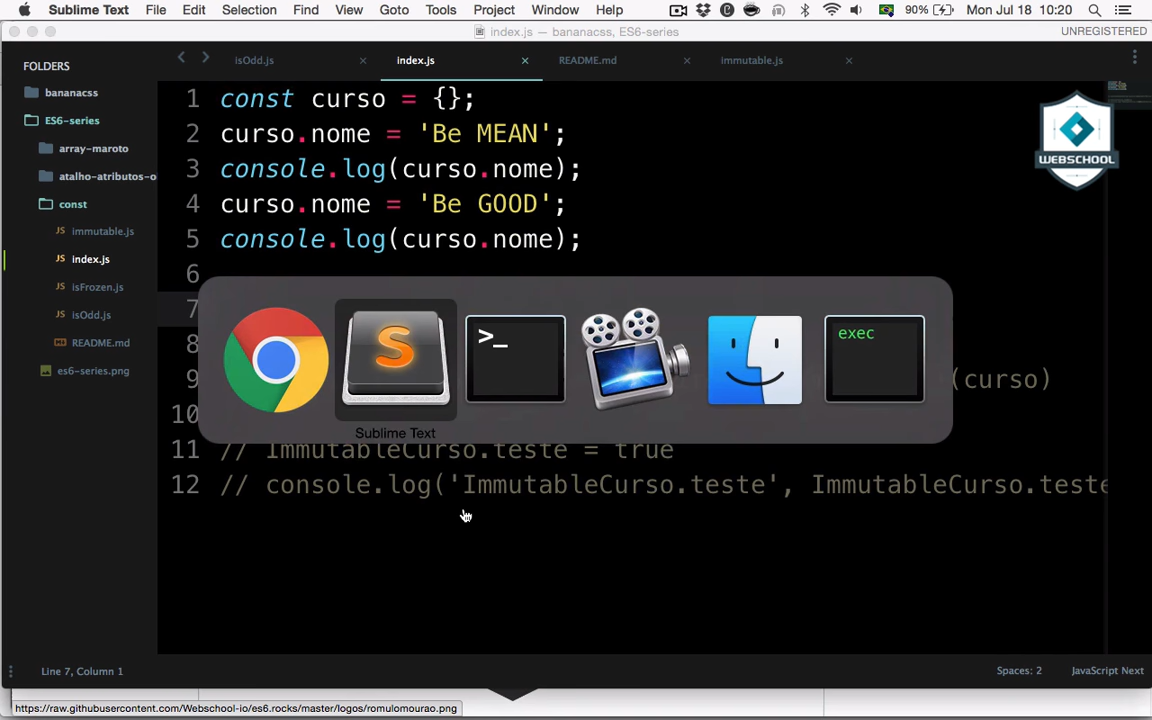 Sublime Text File Edit Selection Find View Goto Tools Project Window Help 90% Mon Jul 18 10:20
index.js — bananacss, ES6-series UNREGISTERED
FOLDERS
bananacss
ES6-series
array-maroto
atalho-atributos-o
const
immutable.js
index.js
isFrozen.js
isOdd.js
README.md
es6-series.png
isOdd.js × index.js × README.md × immutable.js ×
1 const curso = {};
2 curso.nome = 'Be MEAN';
3 console.log(curso.nome);
4 curso.nome = 'Be GOOD';
5 console.log(curso.nome);
6
7
8
9 (curso)
10
11 // ImmutableCurso.teste = true
12 // console.log('ImmutableCurso.teste', ImmutableCurso.teste
WEBSCHOOL
>_
exec
Sublime Text
Line 7, Column 1 Spaces: 2 JavaScript Next
https://raw.githubusercontent.com/Webschool-io/es6.rocks/master/logos/romulomourao.png